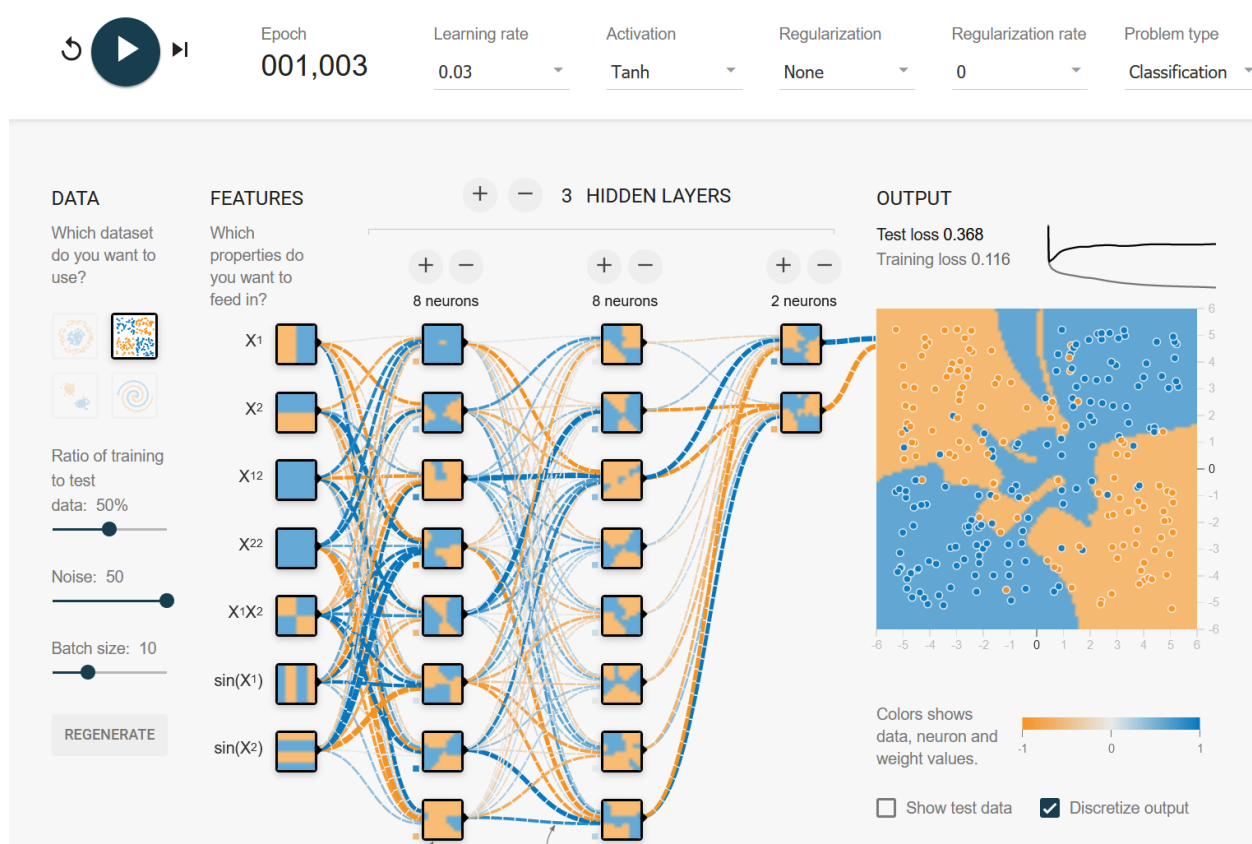 Epoch
001,003
Learning rate
0.03
Activation
Tanh
Regularization
None
Regularization rate
0
Problem type
Classification
DATA
Which dataset
do you want to
use?
Ratio of training
to test
data: 50%
Noise: 50
Batch size: 10
REGENERATE
FEATURES
Which
properties do
you want to
feed in?
X1
X2
X12
X22
X1X2
sin(X1)
sin(X2)
+ − 3 HIDDEN LAYERS
+ −
8 neurons
+ −
8 neurons
+ −
2 neurons
OUTPUT
Test loss 0.368
Training loss 0.116
6
5
4
3
2
1
0
-1
-2
-3
-4
-5
-6
-6 -5 -4 -3 -2 -1 0 1 2 3 4 5 6
Colors shows
data, neuron and
weight values.
-1 0 1
Show test data
Discretize output